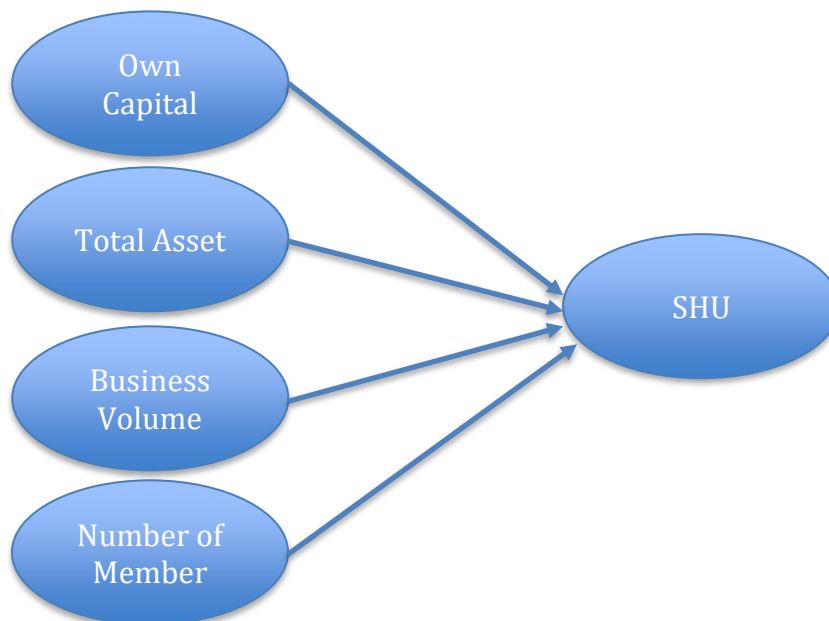 Own
Capital
Total Asset
SHU
Business
Volume
Number of
Member